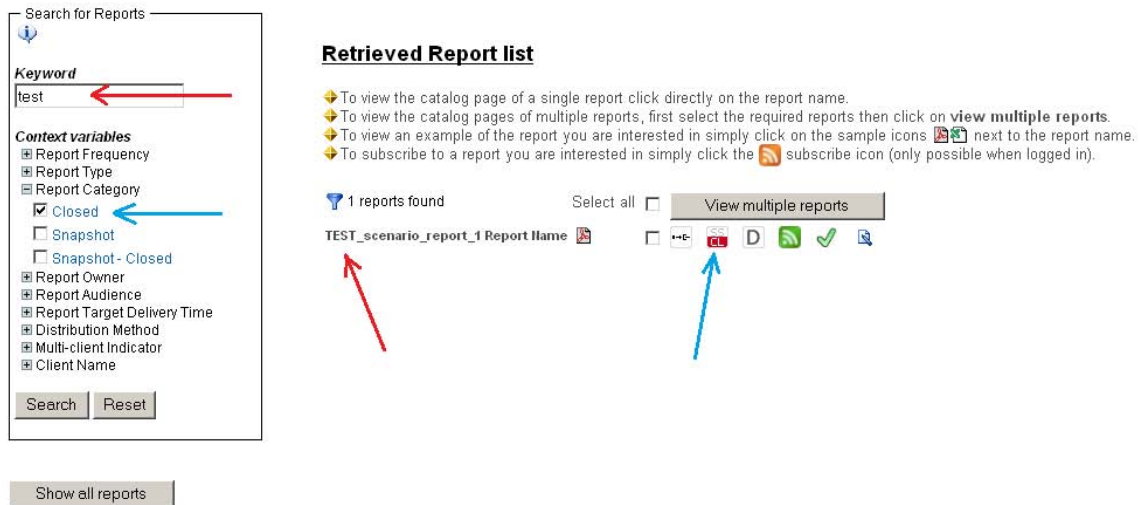 Search for Reports
Keyword
test
Context variables
Report Frequency
Report Type
Report Category
Closed
Snapshot
Snapshot - Closed
Report Owner
Report Audience
Report Target Delivery Time
Distribution Method
Multi-client Indicator
Client Name
Search Reset
Show all reports
Retrieved Report list
To view the catalog page of a single report click directly on the report name.
To view the catalog pages of multiple reports, first select the required reports then click on view multiple reports.
To view an example of the report you are interested in simply click on the sample icons next to the report name.
To subscribe to a report you are interested in simply click the subscribe icon (only possible when logged in).
1 reports found Select all View multiple reports
TEST_scenario_report_1 Report Name SS CL D